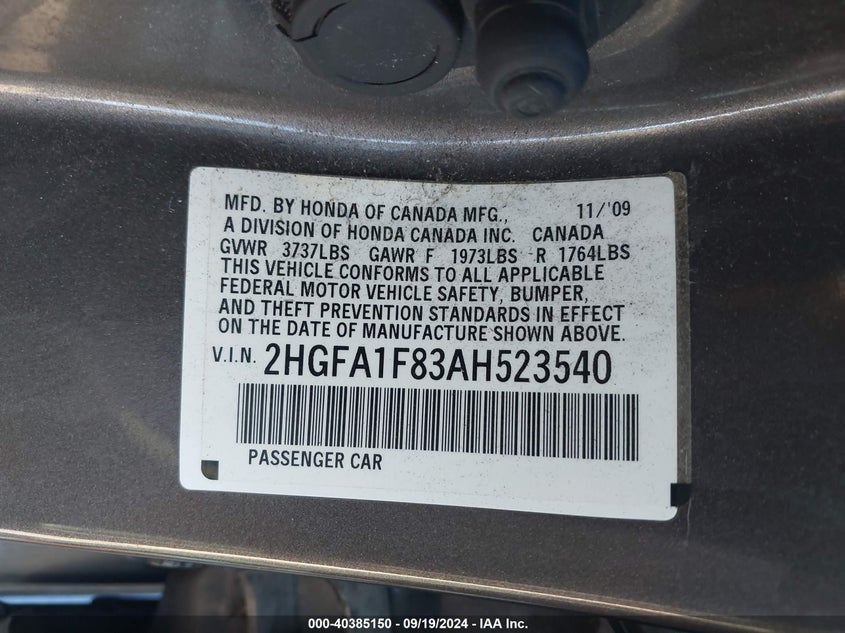 MFD. BY HONDA OF CANADA MFG., 11/'09
A DIVISION OF HONDA CANADA INC. CANADA
GVWR 3737LBS GAWR F 1973LBS R 1764LBS
THIS VEHICLE CONFORMS TO ALL APPLICABLE
FEDERAL MOTOR VEHICLE SAFETY, BUMPER,
AND THEFT PREVENTION STANDARDS IN EFFECT
ON THE DATE OF MANUFACTURE SHOWN ABOVE.
V.I.N. 2HGFA1F83AH523540
PASSENGER CAR
000-40385150 - 09/19/2024 - IAA Inc.